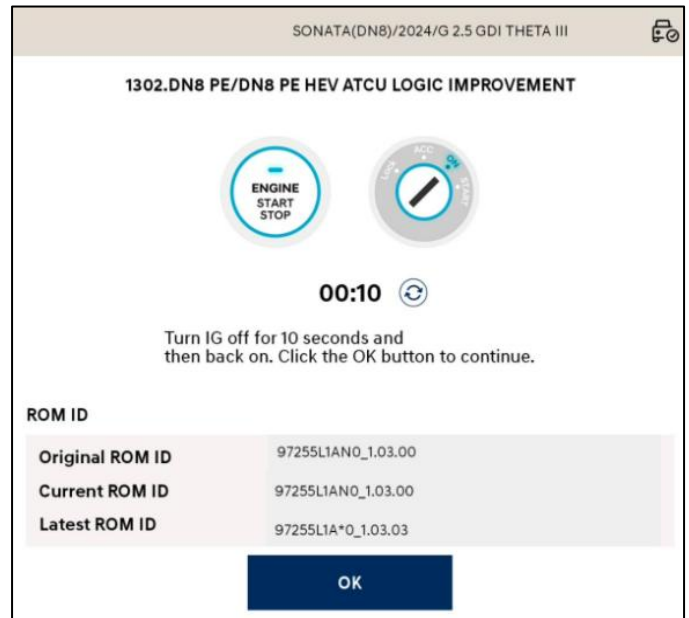 SONATA(DN8)/2024/G 2.5 GDI THETA III
1302.DN8 PE/DN8 PE HEV ATCU LOGIC IMPROVEMENT
ENGINE
START
STOP
LOCK
ACC
ON
START
00:10
Turn IG off for 10 seconds and
then back on. Click the OK button to continue.
ROM ID
Original ROM ID 97255L1AN0_1.03.00
Current ROM ID 97255L1AN0_1.03.00
Latest ROM ID 97255L1A*0_1.03.03
OK